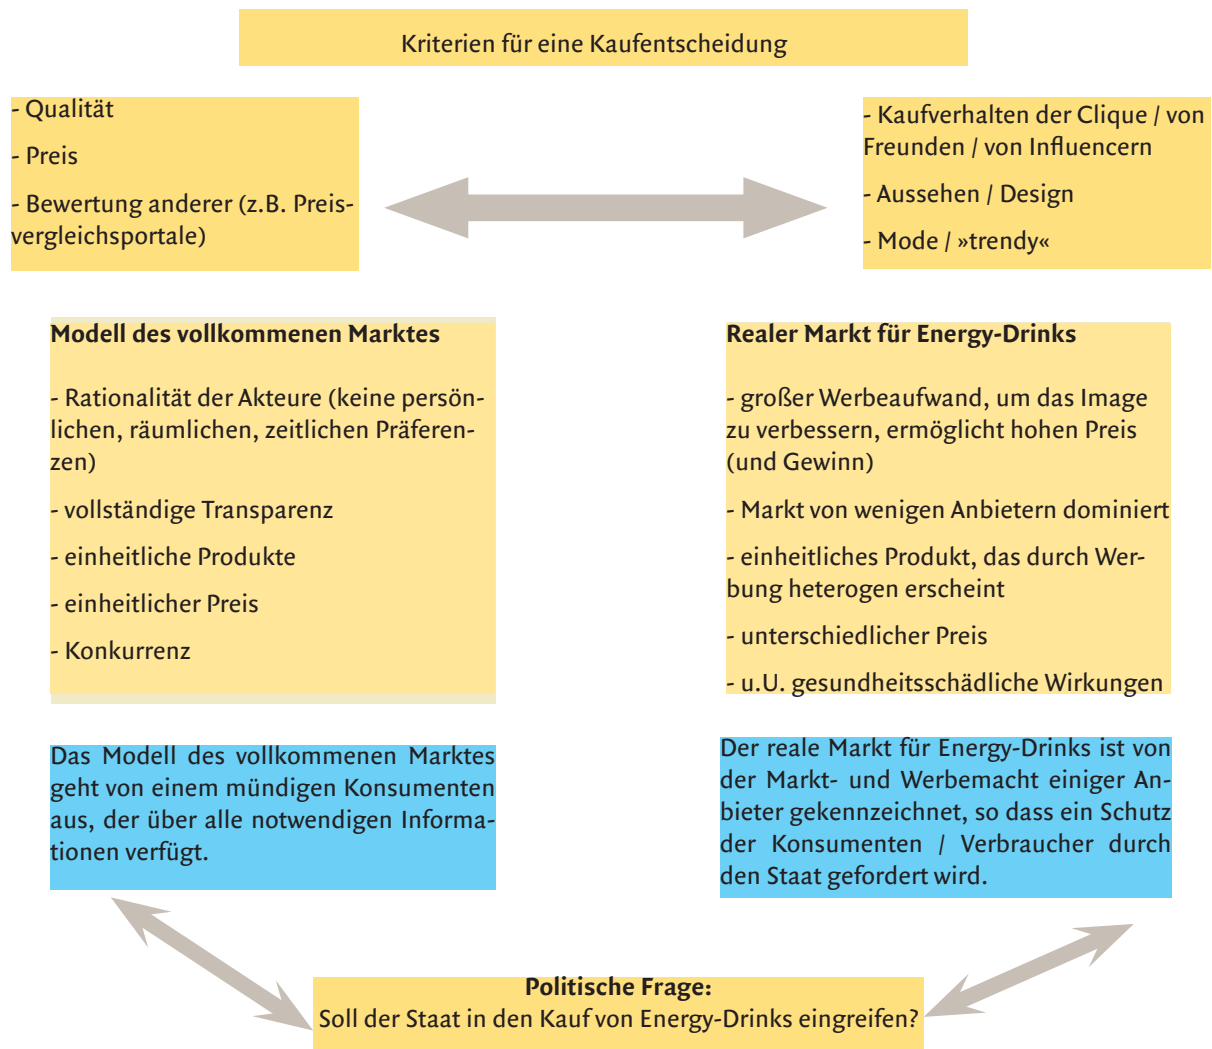 Kriterien für eine Kaufentscheidung
- Qualität
- Preis
- Bewertung anderer (z.B. Preis-
vergleichsportale)
- Kaufverhalten der Clique / von
Freunden / von Influencern
- Aussehen / Design
- Mode / »trendy«
Modell des vollkommenen Marktes
- Rationalität der Akteure (keine persön-
lichen, räumlichen, zeitlichen Präferen-
zen)
- vollständige Transparenz
- einheitliche Produkte
- einheitlicher Preis
- Konkurrenz
Realer Markt für Energy-Drinks
- großer Werbeaufwand, um das Image
zu verbessern, ermöglicht hohen Preis
(und Gewinn)
- Markt von wenigen Anbietern dominiert
- einheitliches Produkt, das durch Wer-
bung heterogen erscheint
- unterschiedlicher Preis
- u.U. gesundheitsschädliche Wirkungen
Das Modell des vollkommenen Marktes
geht von einem mündigen Konsumenten
aus, der über alle notwendigen Informa-
tionen verfügt.
Der reale Markt für Energy-Drinks ist von
der Markt- und Werbemacht einiger An-
bieter gekennzeichnet, so dass ein Schutz
der Konsumenten / Verbraucher durch
den Staat gefordert wird.
Politische Frage:
Soll der Staat in den Kauf von Energy-Drinks eingreifen?